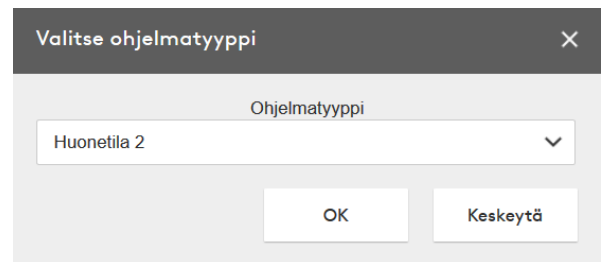 Valitse ohjelmatyyppi
Ohjelmatyyppi
Huonetila 2
OK Keskeytä